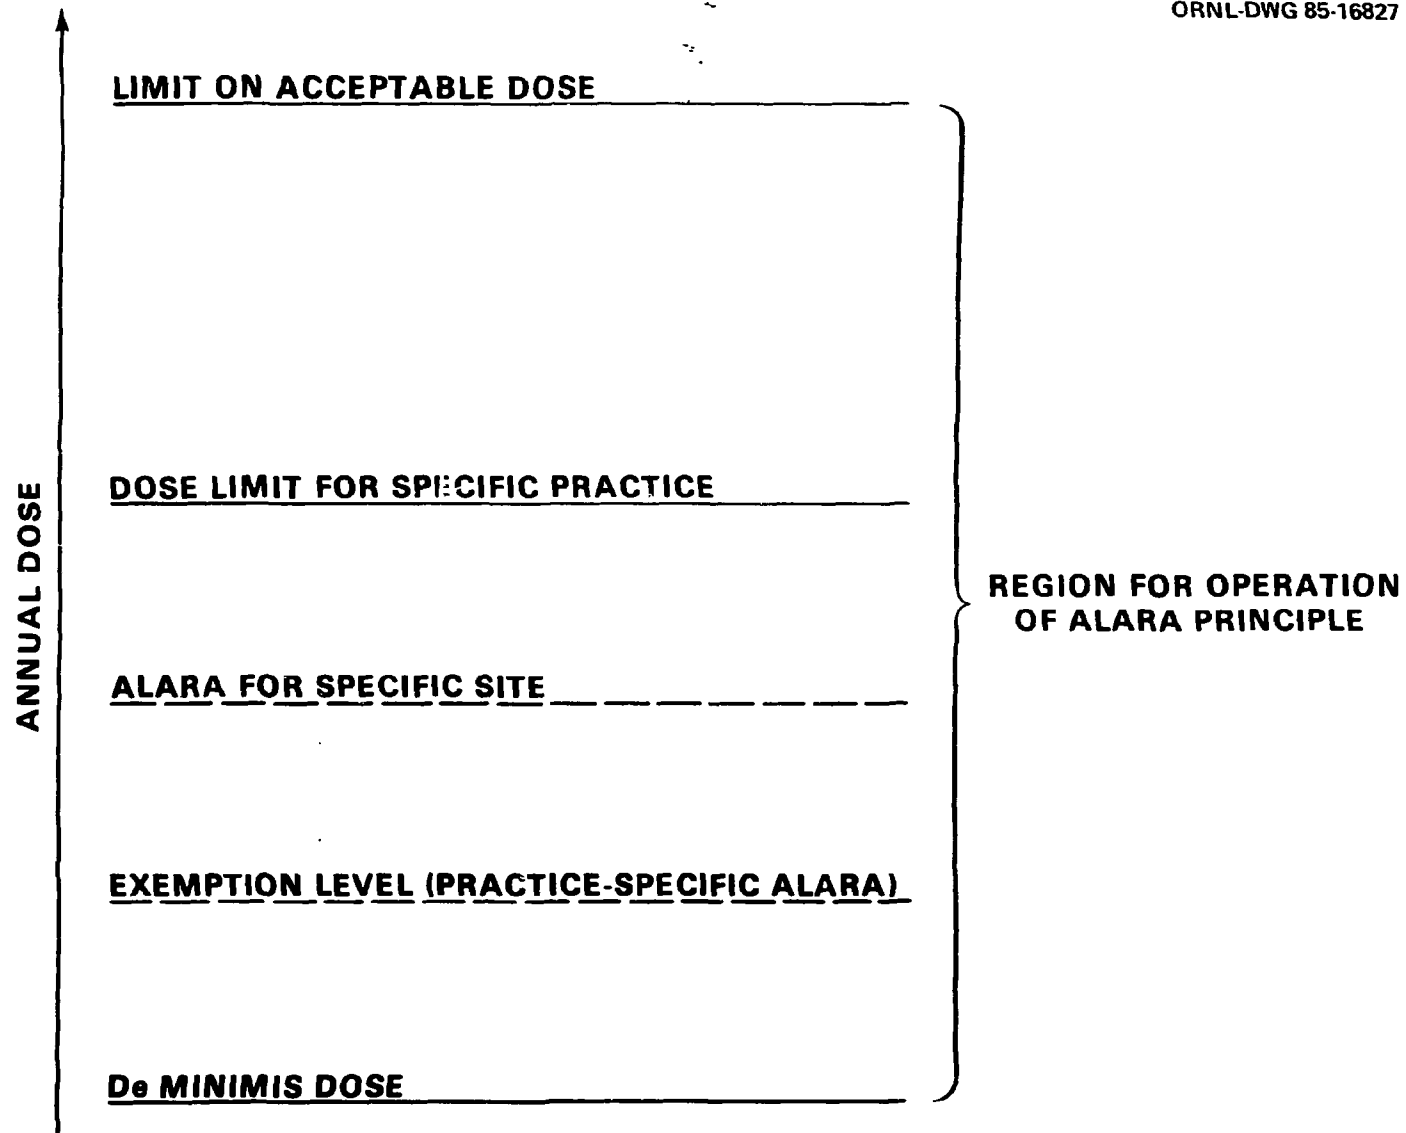 ORNL-DWG 85-16827
LIMIT ON ACCEPTABLE DOSE
DOSE LIMIT FOR SPECIFIC PRACTICE
ANNUAL DOSE
REGION FOR OPERATION
OF ALARA PRINCIPLE
ALARA FOR SPECIFIC SITE
EXEMPTION LEVEL (PRACTICE-SPECIFIC ALARA)
De MINIMIS DOSE